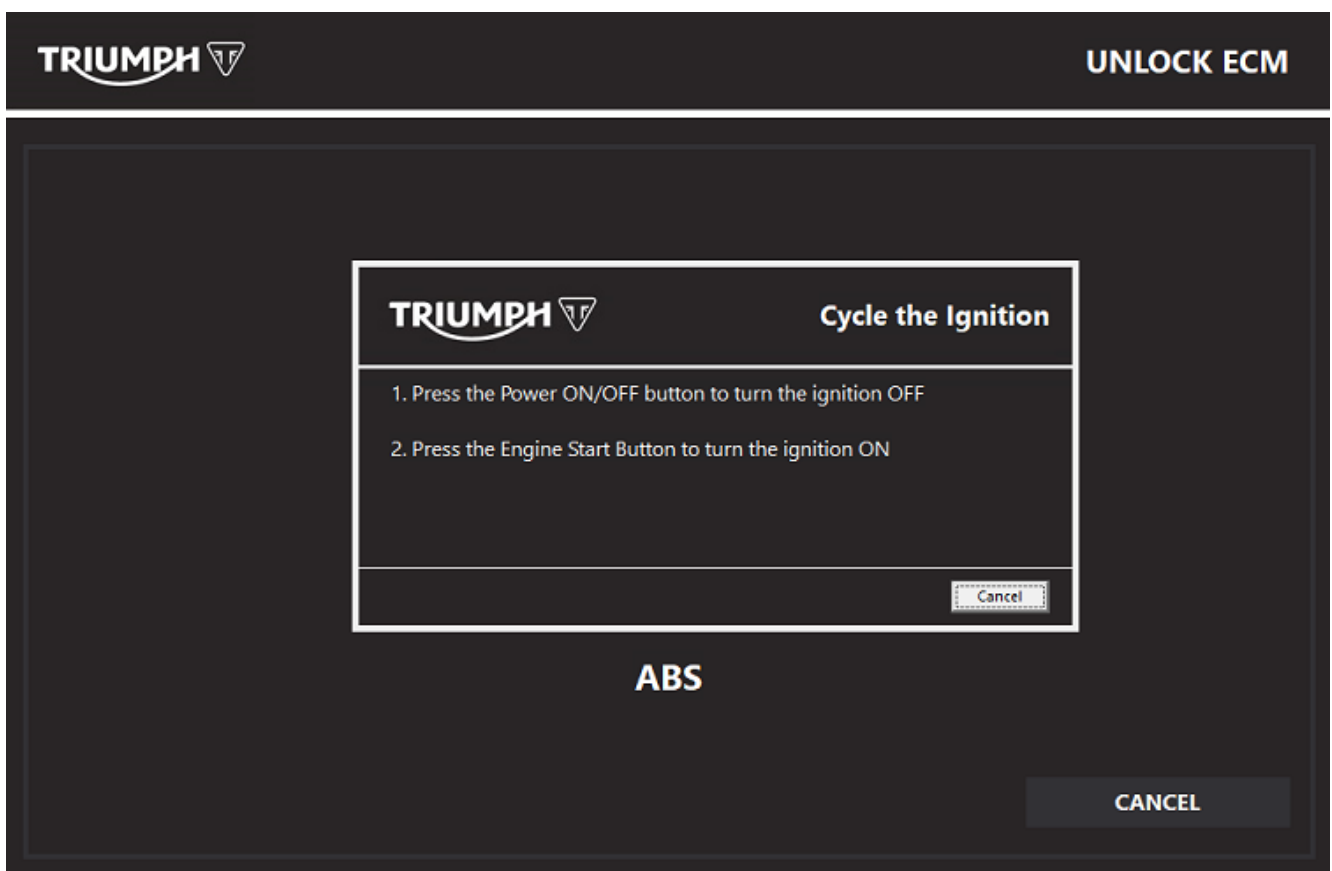 TRIUMPH
UNLOCK ECM
TRIUMPH
Cycle the Ignition
1. Press the Power ON/OFF button to turn the ignition OFF
2. Press the Engine Start Button to turn the ignition ON
Cancel
ABS
CANCEL